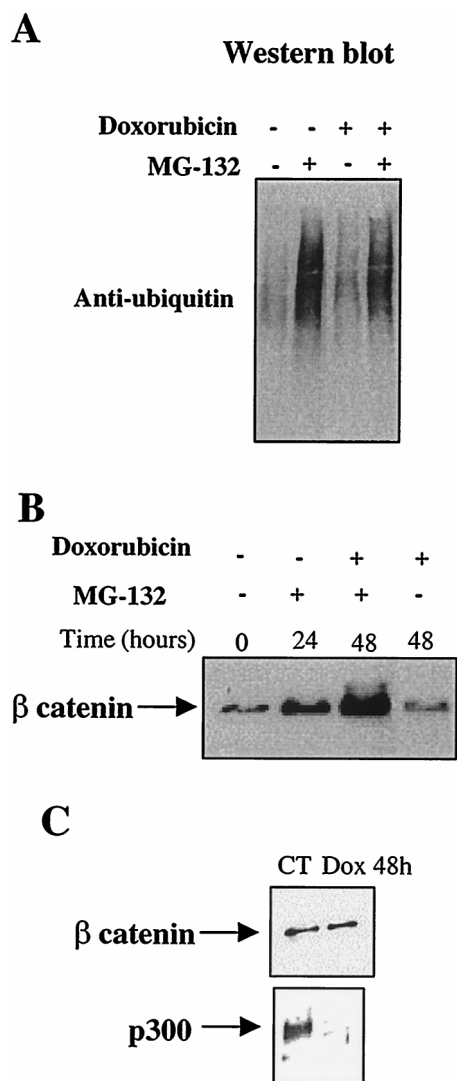 A
Western blot
Doxorubicin - - + +
MG-132 - + - +
Anti-ubiquitin
B
Doxorubicin - - + +
MG-132 - + + -
Time (hours) 0 24 48 48
β catenin
C
CT Dox 48h
β catenin
p300